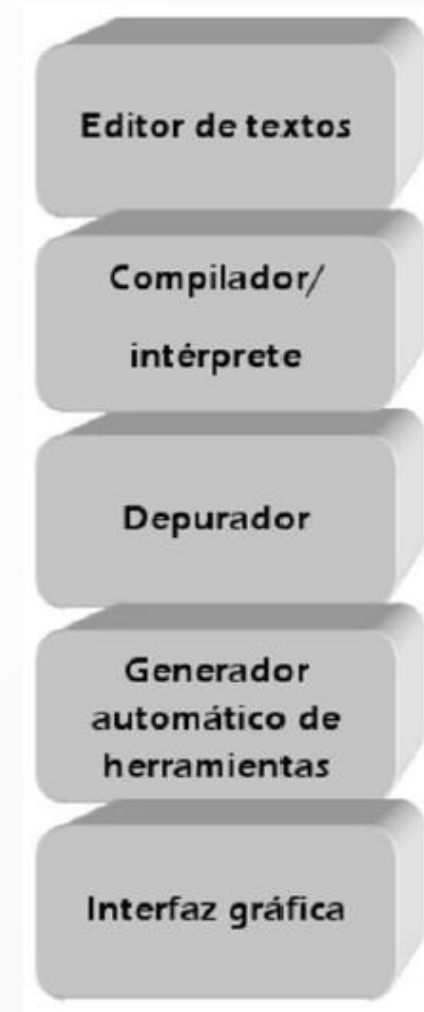 Editor de textos
Compilador/
intérprete
Depurador
Generador
automático de
herramientas
Interfaz gráfica